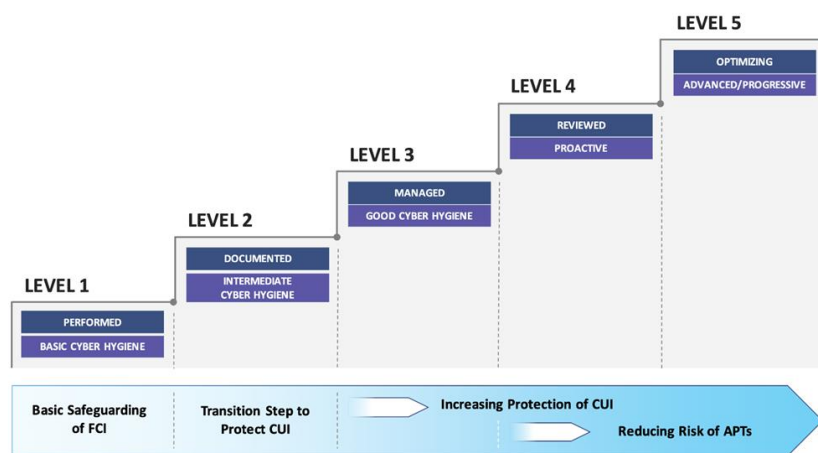 LEVEL 1
PERFORMED
BASIC CYBER HYGIENE
LEVEL 2
DOCUMENTED
INTERMEDIATE
CYBER HYGIENE
LEVEL 3
MANAGED
GOOD CYBER HYGIENE
LEVEL 4
REVIEWED
PROACTIVE
LEVEL 5
OPTIMIZING
ADVANCED/PROGRESSIVE
Basic Safeguarding
of FCI
Transition Step to
Protect CUI
Increasing Protection of CUI
Reducing Risk of APTs